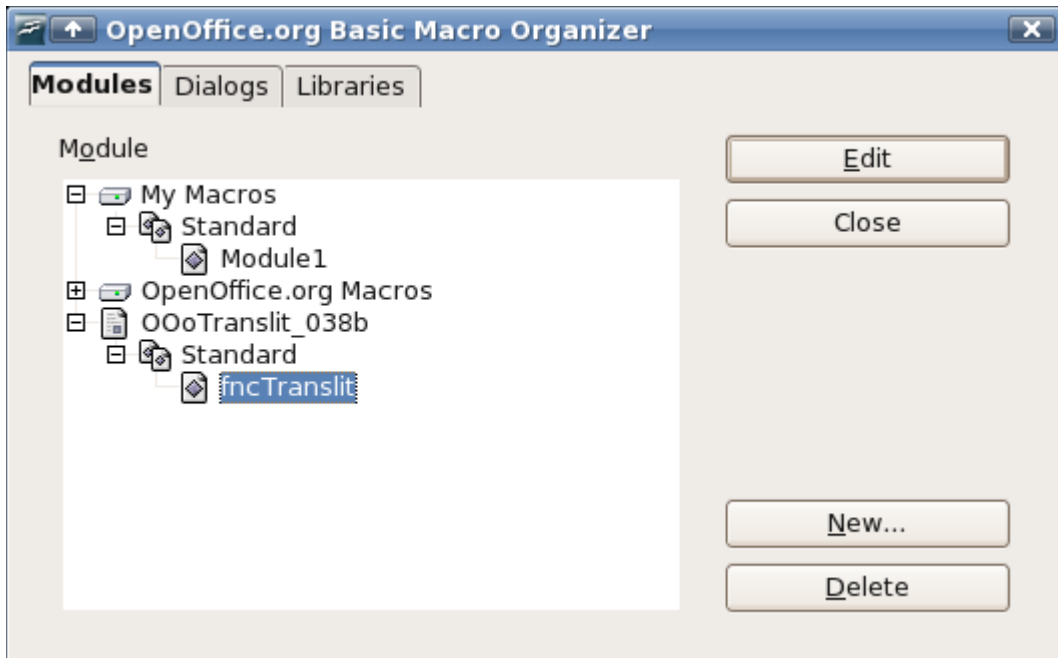 OpenOffice.org Basic Macro Organizer
Modules Dialogs Libraries
Module
My Macros
Standard
Module1
OpenOffice.org Macros
OOoTranslit_038b
Standard
fncTranslit
Edit
Close
New...
Delete